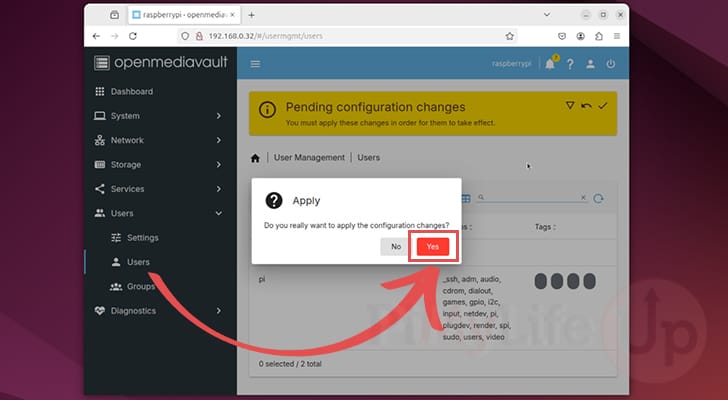 raspberrypi - openmediavault
192.168.0.32/#/usermgmt/users
openmediavault
raspberrypi
Dashboard
System
Network
Storage
Services
Users
Settings
Users
Groups
Diagnostics
Pending configuration changes
You must apply these changes in order for them to take effect.
User Management
Users
Tags :
Apply
Do you really want to apply the configuration changes?
No
Yes
pi
_ssh, adm, audio,
cdrom, dialout,
games, gpio, i2c,
input, netdev, pi,
plugdev, render, spi,
sudo, users, video
0 selected / 2 total
PiMyLife
Up